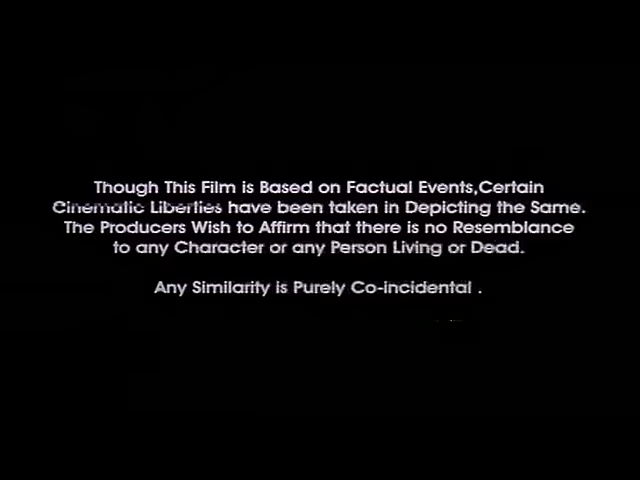 Though This Film is Based on Factual Events,Certain
Cinematic Liberties have been taken in Depicting the Same.
The Producers Wish to Affirm that there is no Resemblance
to any Character or any Person Living or Dead.
Any Similarity is Purely Co-incidental .